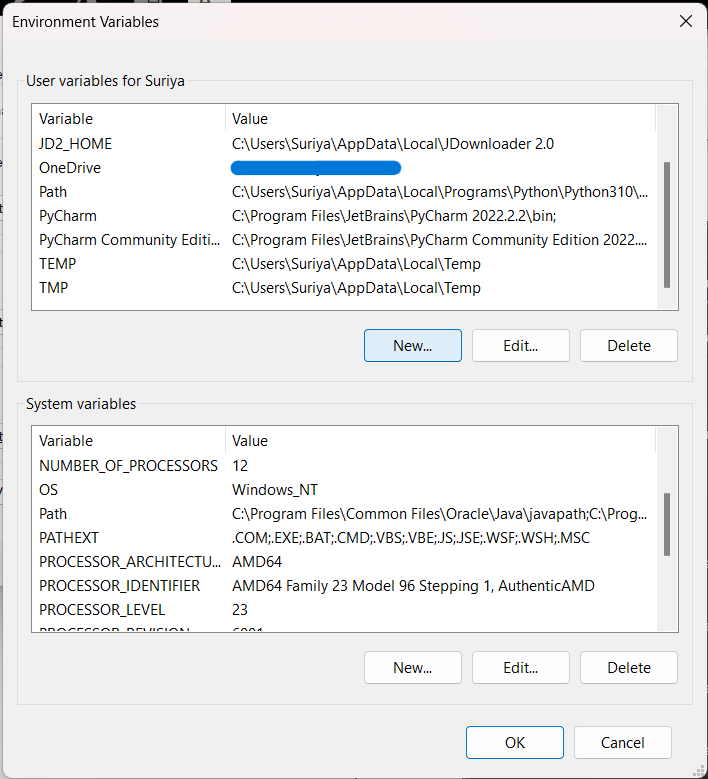 Environment Variables
User variables for Suriya
Variable Value
JD2_HOME C:\Users\Suriya\AppData\Local\JDownloader 2.0
OneDrive
Path C:\Users\Suriya\AppData\Local\Programs\Python\Python310\...
PyCharm C:\Program Files\JetBrains\PyCharm 2022.2.2\bin;
PyCharm Community Editi... C:\Program Files\JetBrains\PyCharm Community Edition 2022....
TEMP C:\Users\Suriya\AppData\Local\Temp
TMP C:\Users\Suriya\AppData\Local\Temp
New... Edit... Delete
System variables
Variable Value
NUMBER_OF_PROCESSORS 12
OS Windows_NT
Path C:\Program Files\Common Files\Oracle\Java\javapath;C:\Prog...
PATHEXT .COM;.EXE;.BAT;.CMD;.VBS;.VBE;.JS;.JSE;.WSF;.WSH;.MSC
PROCESSOR_ARCHITECTU... AMD64
PROCESSOR_IDENTIFIER AMD64 Family 23 Model 96 Stepping 1, AuthenticAMD
PROCESSOR_LEVEL 23
PROCESSOR_REVISION 6001
New... Edit... Delete
OK Cancel